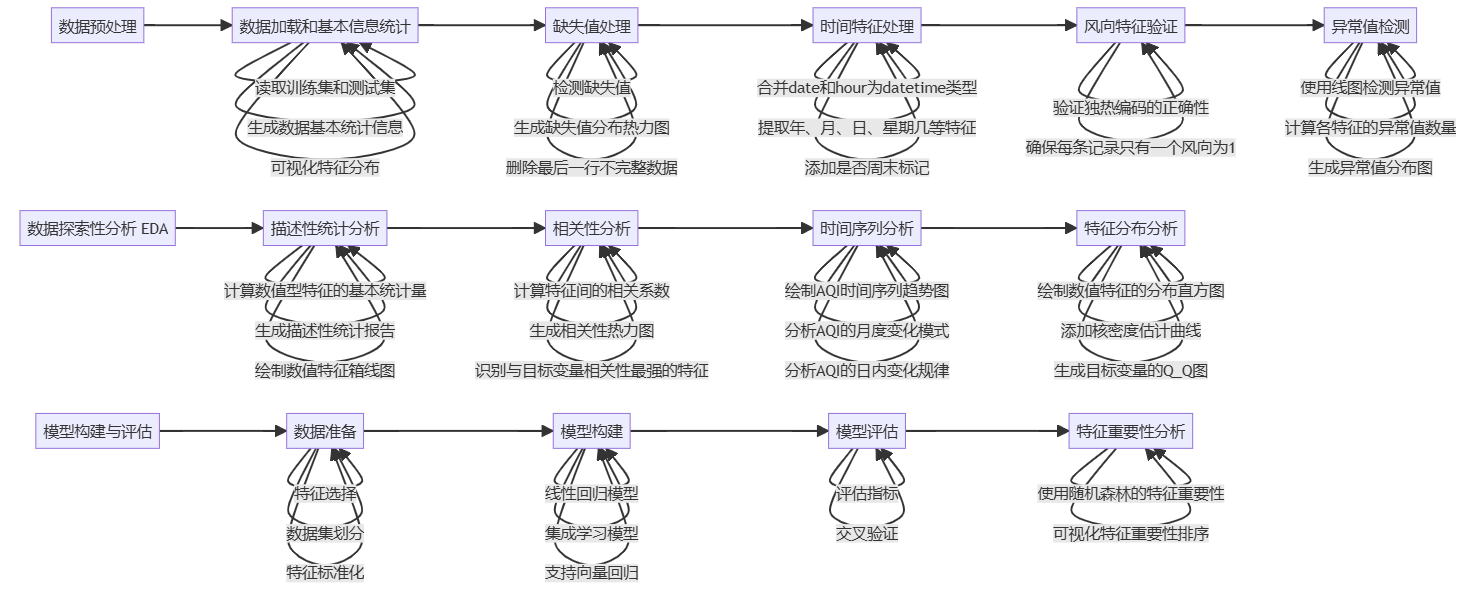 数据预处理
数据加载和基本信息统计
缺失值处理
时间特征处理
风向特征验证
异常值检测
读取训练集和测试集
检测缺失值
合并date和hour为datetime类型
验证独热编码的正确性
使用线图检测异常值
生成数据基本统计信息
生成缺失值分布热力图
提取年、月、日、星期几等特征
确保每条记录只有一个风向为1
计算各特征的异常值数量
可视化特征分布
删除最后一行不完整数据
添加是否周末标记
生成异常值分布图
数据探索性分析 EDA
描述性统计分析
相关性分析
时间序列分析
特征分布分析
计算数值型特征的基本统计量
计算特征间的相关系数
绘制AQI时间序列趋势图
绘制数值特征的分布直方图
生成描述性统计报告
生成相关性热力图
分析AQI的月度变化模式
添加核密度估计曲线
绘制数值特征箱线图
识别与目标变量相关性最强的特征
分析AQI的日内变化规律
生成目标变量的Q_Q图
模型构建与评估
数据准备
模型构建
模型评估
特征重要性分析
特征选择
线性回归模型
评估指标
使用随机森林的特征重要性
数据集划分
集成学习模型
交叉验证
可视化特征重要性排序
特征标准化
支持向量回归